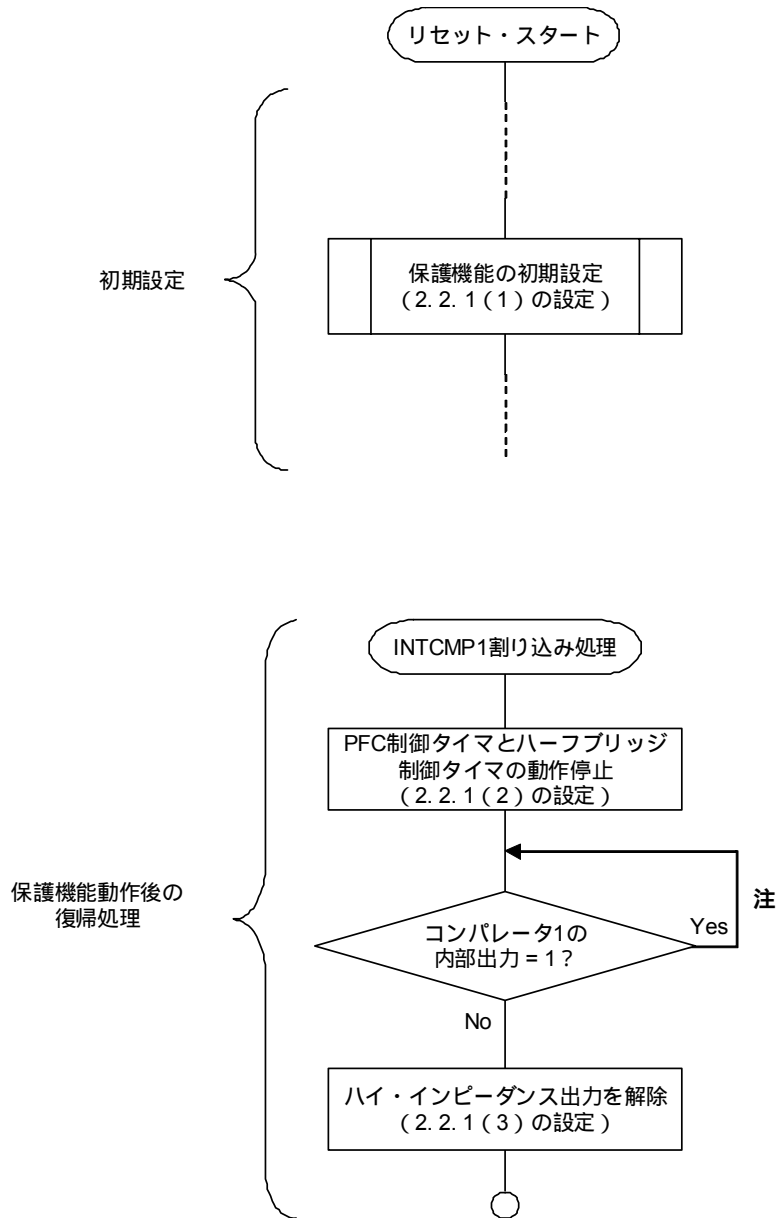 リセット・スタート
初期設定
保護機能の初期設定
（2.2.1（1）の設定）
INTCMP1割り込み処理
PFC制御タイマとハーフブリッジ
制御タイマの動作停止
（2.2.1（2）の設定）
保護機能動作後の
復帰処理
コンパレータ1の
内部出力 = 1？
Yes
注
No
ハイ・インピーダンス出力を解除
（2.2.1（3）の設定）